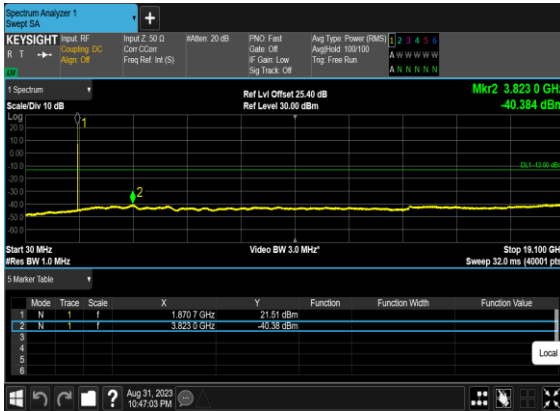 Spectrum Analyzer 1
Swept SA
+
KEYSIGHT Input: RF Input Z: 50 Ω #Atten: 20 dB PNO: Fast Avg Type: Power (RMS) 1 2 3 4 5 6
R T Coupling: DC Corr CCorr Gate: Off Avg|Hold: 100/100 A W W W W W
Align: Off Freq Ref: Int (S) IF Gain: Low Trig: Free Run
Sig Track: Off A N N N N N
1 Spectrum Ref Lvl Offset 25.40 dB Mkr2 3.823 0 GHz
Scale/Div 10 dB Ref Level 30.00 dBm -40.384 dBm
Log
1
20.0
10.0
0.00
-10.0
DL1 -13.00 dBm
-20.0
-30.0
2
-40.0
-50.0
-60.0
Start 30 MHz Video BW 3.0 MHz* Stop 19.100 GHz
#Res BW 1.0 MHz Sweep 32.0 ms (40001 pts)
5 Marker Table
Mode Trace Scale X Y Function Function Width Function Value
1 N 1 f 1.870 7 GHz 21.51 dBm
2 N 1 f 3.823 0 GHz -40.38 dBm
3
4
5
6
Local
? Aug 31, 2023
10:47:03 PM